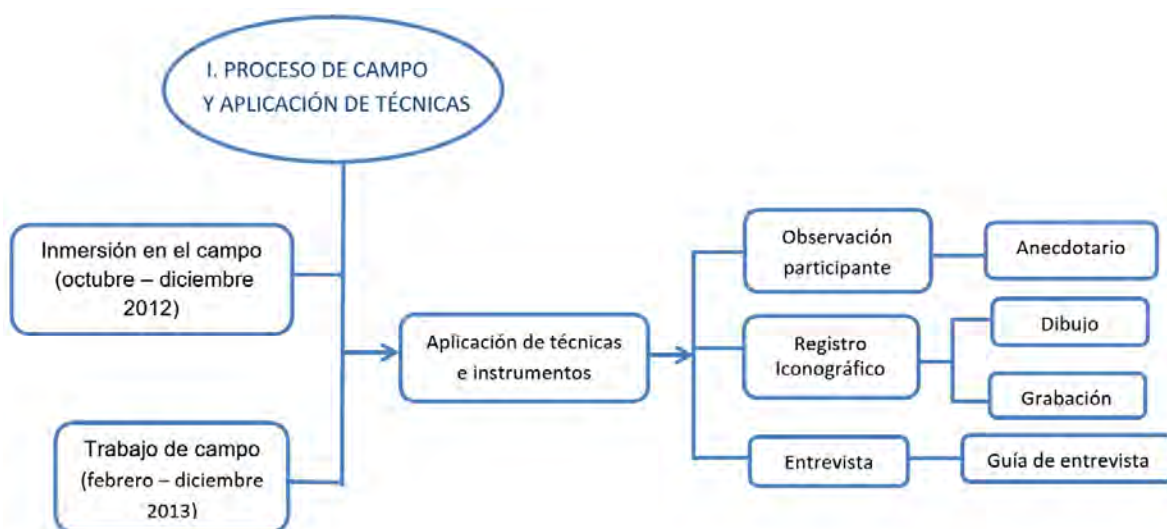 I. PROCESO DE CAMPO
Y APLICACIÓN DE TÉCNICAS
Inmersión en el campo
(octubre – diciembre
2012)
Trabajo de campo
(febrero – diciembre
2013)
Aplicación de técnicas
e instrumentos
Observación
participante
Anecdotario
Registro
Iconográfico
Dibujo
Grabación
Entrevista
Guía de entrevista